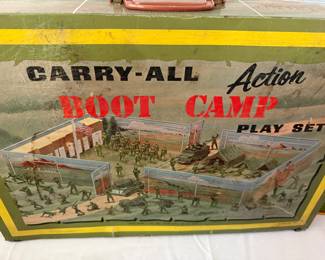 CARRY-ALL Action
BOOT CAMP
PLAY SET